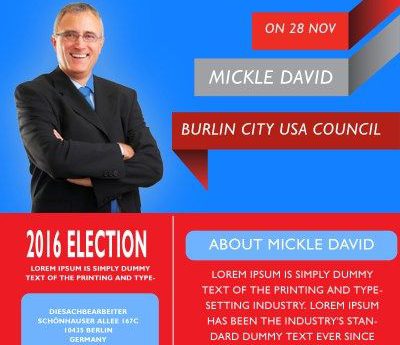 ON 28 NOV
MICKLE DAVID
BURLIN CITY USA COUNCIL
2016 ELECTION
LOREM IPSUM IS SIMPLY DUMMY
TEXT OF THE PRINTING AND TYPE-
DIESACHBEARBEITER
SCHÖNHAUSER ALLEE 167C
10435 BERLIN
GERMANY
ABOUT MICKLE DAVID
LOREM IPSUM IS SIMPLY DUMMY
TEXT OF THE PRINTING AND TYPE-
SETTING INDUSTRY. LOREM IPSUM
HAS BEEN THE INDUSTRY'S STAN-
DARD DUMMY TEXT EVER SINCE